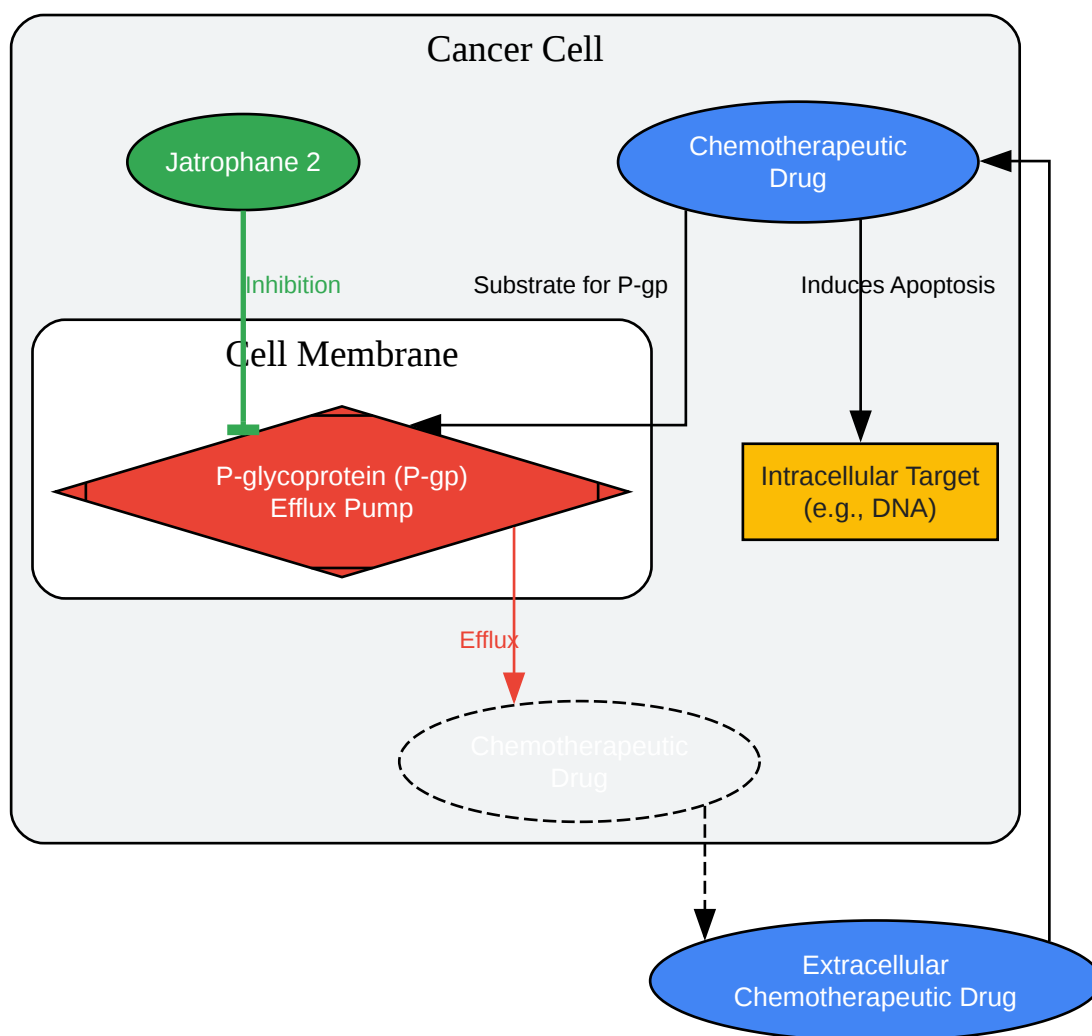 Cancer Cell
Jatrophane 2
Chemotherapeutic
Drug
Inhibition
Substrate for P-gp
Induces Apoptosis
Cell Membrane
P-glycoprotein (P-gp)
Efflux Pump
Intracellular Target
(e.g., DNA)
Efflux
Chemotherapeutic
Drug
Extracellular
Chemotherapeutic Drug